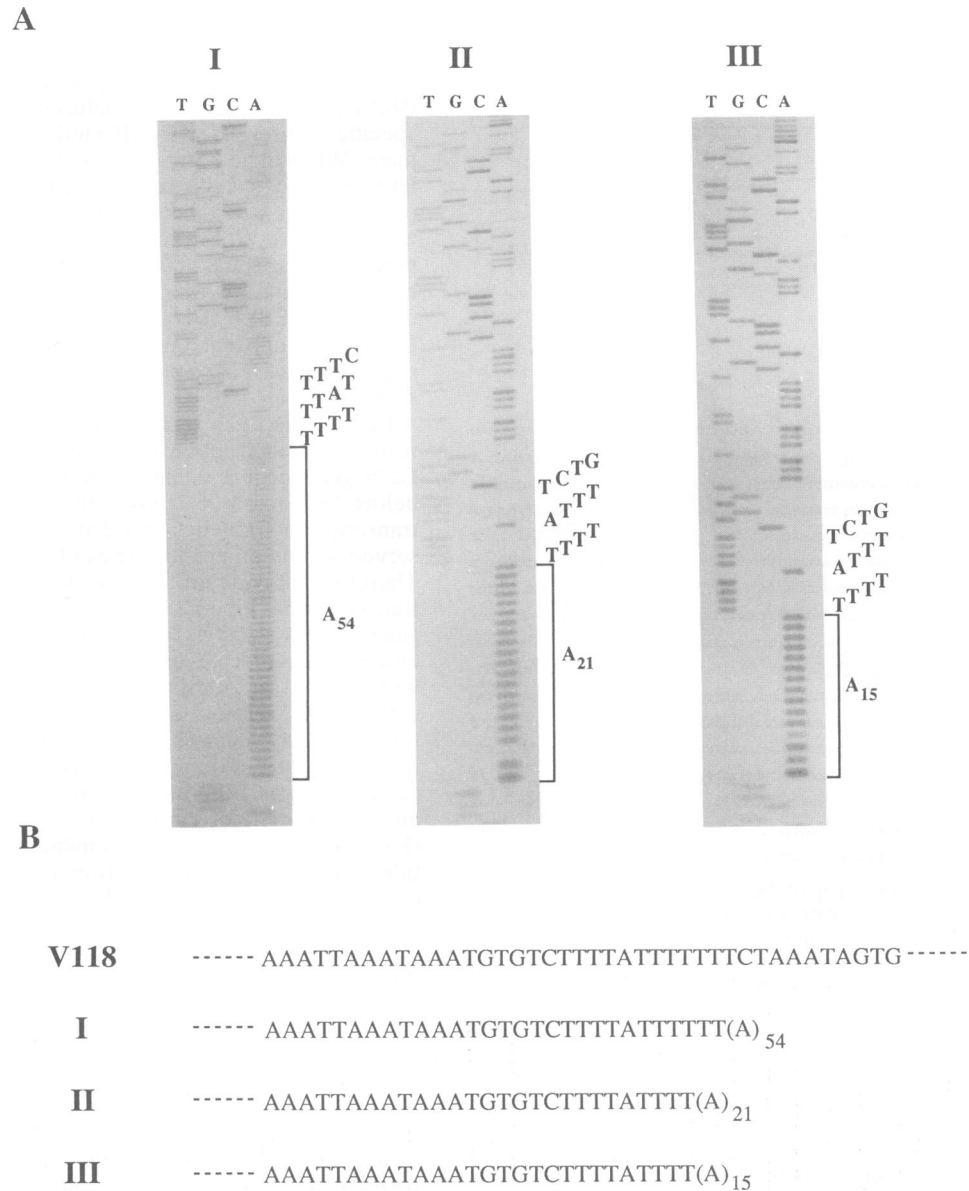 A
I
II
III
T G C A
T G C A
T G C A
TTTC
TTAT
TTTT
A54
TCTG
ATTT
TTTT
A21
TCTG
ATTT
TTTT
A15
B
V118 ------ AAATTAAATAAATGTGTCTTTTATTTTTTTCTAAATAGTG ------
I ------ AAATTAAATAAATGTGTCTTTTATTTTTT(A)54
II ------ AAATTAAATAAATGTGTCTTTTATTTT(A)21
III ------ AAATTAAATAAATGTGTCTTTTATTTT(A)15